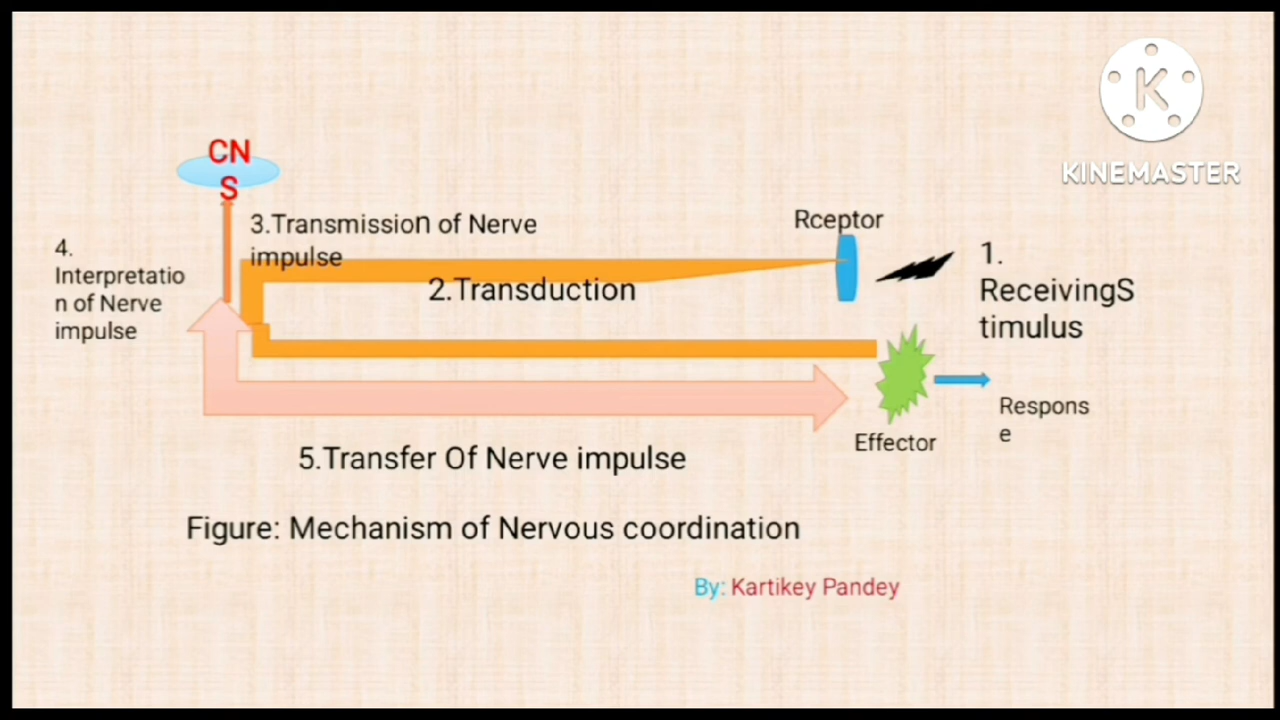 CN
S
3.Transmission of Nerve
impulse
4.
Interpretatio
n of Nerve
impulse
2.Transduction
Rceptor
1.
ReceivingS
timulus
Respons
e
Effector
5.Transfer Of Nerve impulse
Figure: Mechanism of Nervous coordination
By: Kartikey Pandey
K
KINEMASTER